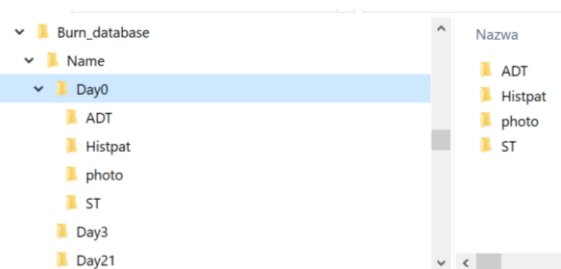 Burn_database
Name
Day0
ADT
Histpat
photo
ST
Day3
Day21
Nazwa
ADT
Histpat
photo
ST